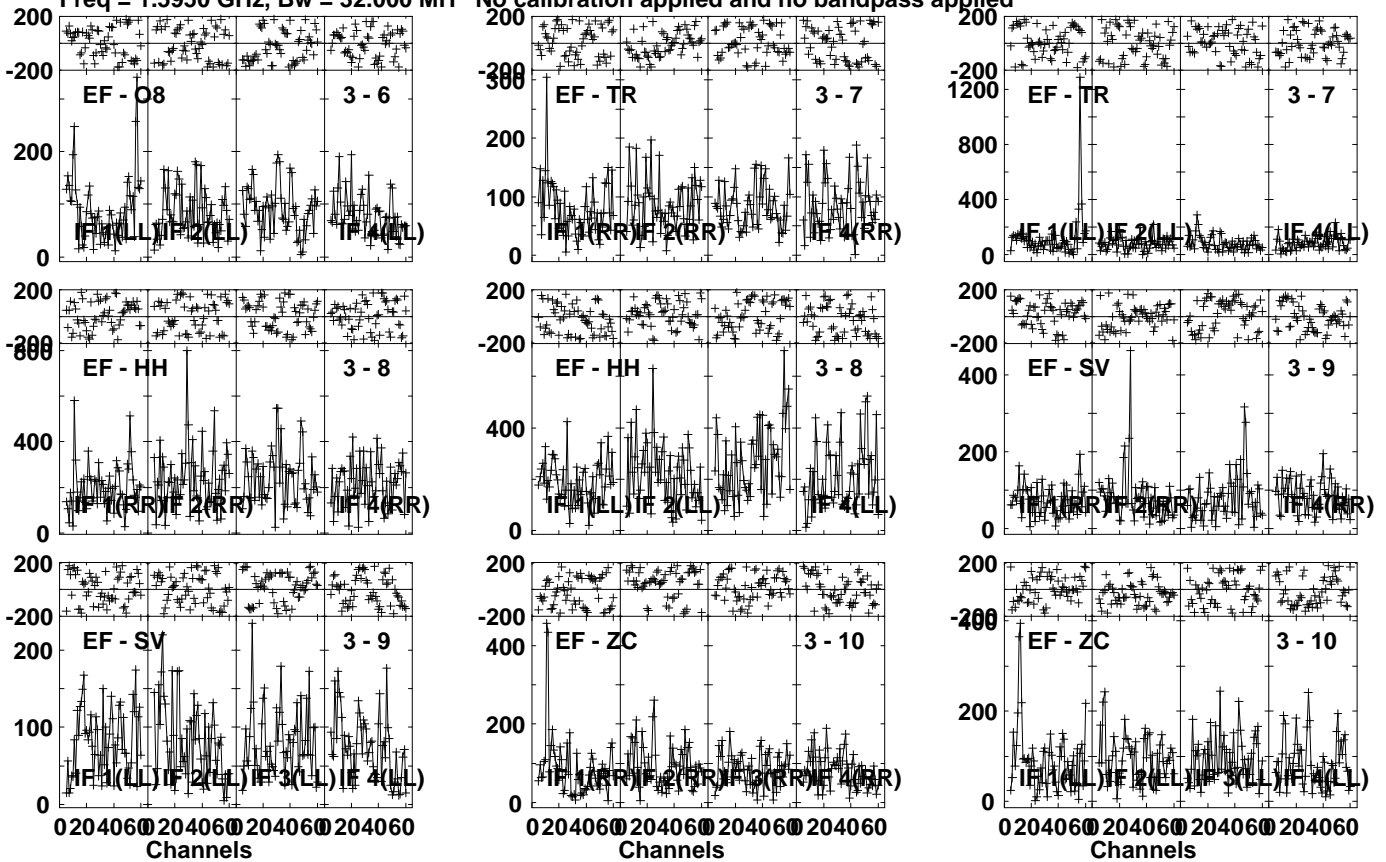 Freq = 1.5950 GHz, Bw = 32.000 MH No calibration applied and no bandpass applied
200
-200
EF - O8 3 - 6
200
0
IF 1(LL) IF 2(LL) IF 4(LL)
200
-200
300
EF - TR 3 - 7
200
100
0
IF 1(RR) IF 2(RR) IF 4(RR)
200
-200
1200
EF - TR 3 - 7
800
400
0
IF 1(LL) IF 2(LL) IF 4(LL)
200
-200
800
EF - HH 3 - 8
400
0
IF 1(RR) IF 2(RR) IF 4(RR)
200
-200
EF - HH 3 - 8
400
0
IF 1(LL) IF 2(LL) IF 4(LL)
200
-200
EF - SV 3 - 9
400
200
0
IF 1(RR) IF 2(RR) IF 4(RR)
200
-200
EF - SV 3 - 9
200
100
0
IF 1(LL) IF 2(LL) IF 3(LL) IF 4(LL)
0 20 40 60 0 20 40 60 0 20 40 60 0 20 40 60
Channels
200
-200
EF - ZC 3 - 10
400
200
0
IF 1(RR) IF 2(RR) IF 3(RR) IF 4(RR)
0 20 40 60 0 20 40 60 0 20 40 60 0 20 40 60
Channels
200
-200
400
EF - ZC 3 - 10
200
0
IF 1(LL) IF 2(LL) IF 3(LL) IF 4(LL)
0 20 40 60 0 20 40 60 0 20 40 60 0 20 40 60
Channels